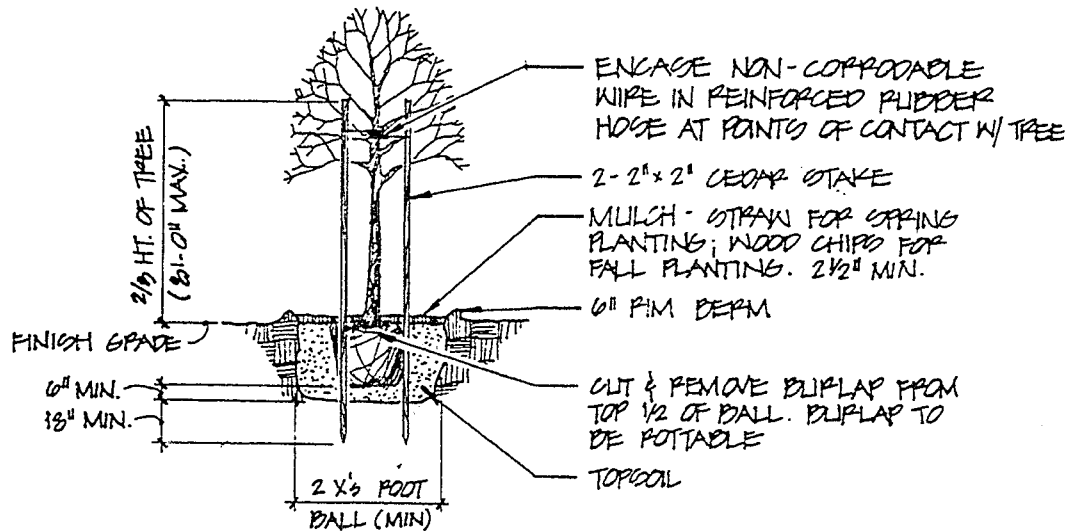 ENCASE NON-CORRODABLE
WIRE IN REINFORCED RUBBER
HOSE AT POINTS OF CONTACT W/ TREE
2-2" x 2" CEDAR STAKE
MULCH - STRAW FOR SPRING
PLANTING; WOOD CHIPS FOR
FALL PLANTING. 2 1/2" MIN.
6" RIM BERM
CUT & REMOVE BURLAP FROM
TOP 1/2 OF BALL. BURLAP TO
BE ROTTABLE
TOPSOIL
2/3 HT. OF TREE
(8'-0" MAX.)
FINISH GRADE
6" MIN.
18" MIN.
2 X's ROOT
BALL (MIN)